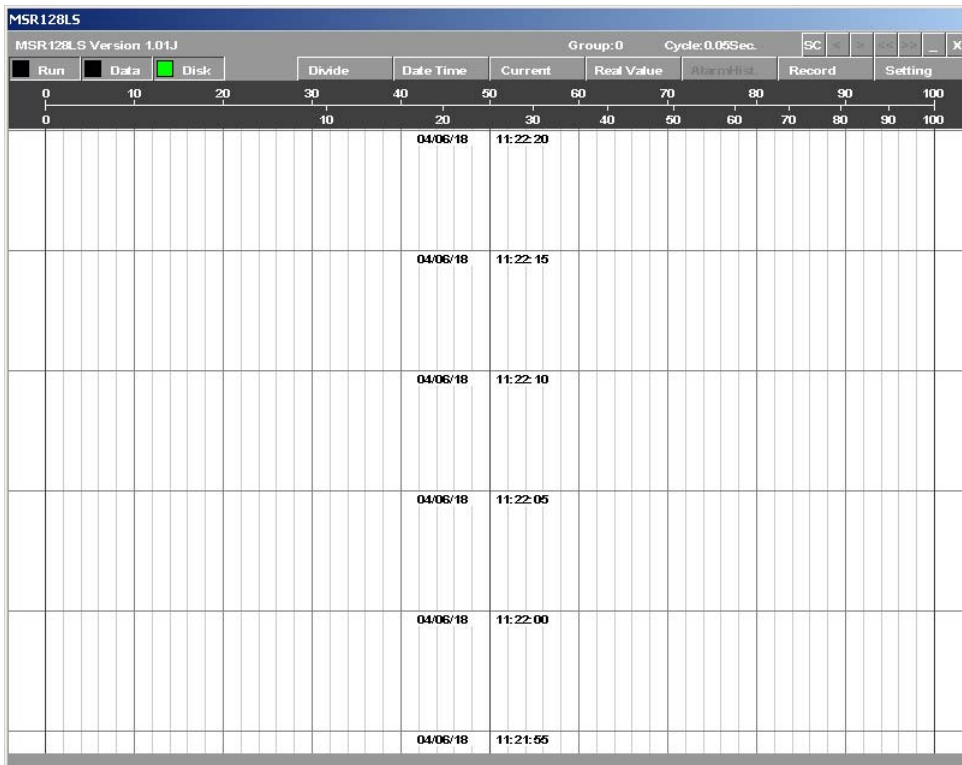 MSR128LS
MSR128LS Version 1.01J Group:0 Cycle:0.05Sec. SC < > << >> _ X
Run Data Disk Divide Date Time Current Real Value AlarmHist. Record Setting
0 10 20 30 40 50 60 70 80 90 100
0 10 20 30 40 50 60 70 80 90 100
04/06/18 11:22:20
04/06/18 11:22:15
04/06/18 11:22:10
04/06/18 11:22:05
04/06/18 11:22:00
04/06/18 11:21:55